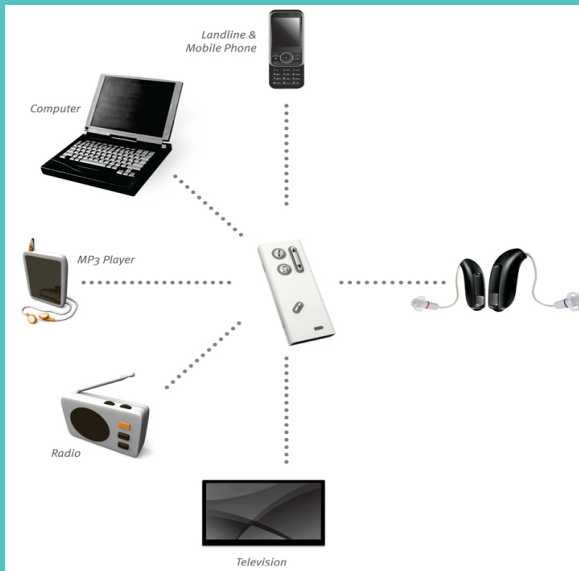 Landline &
Mobile Phone
Computer
MP3 Player
Radio
Television